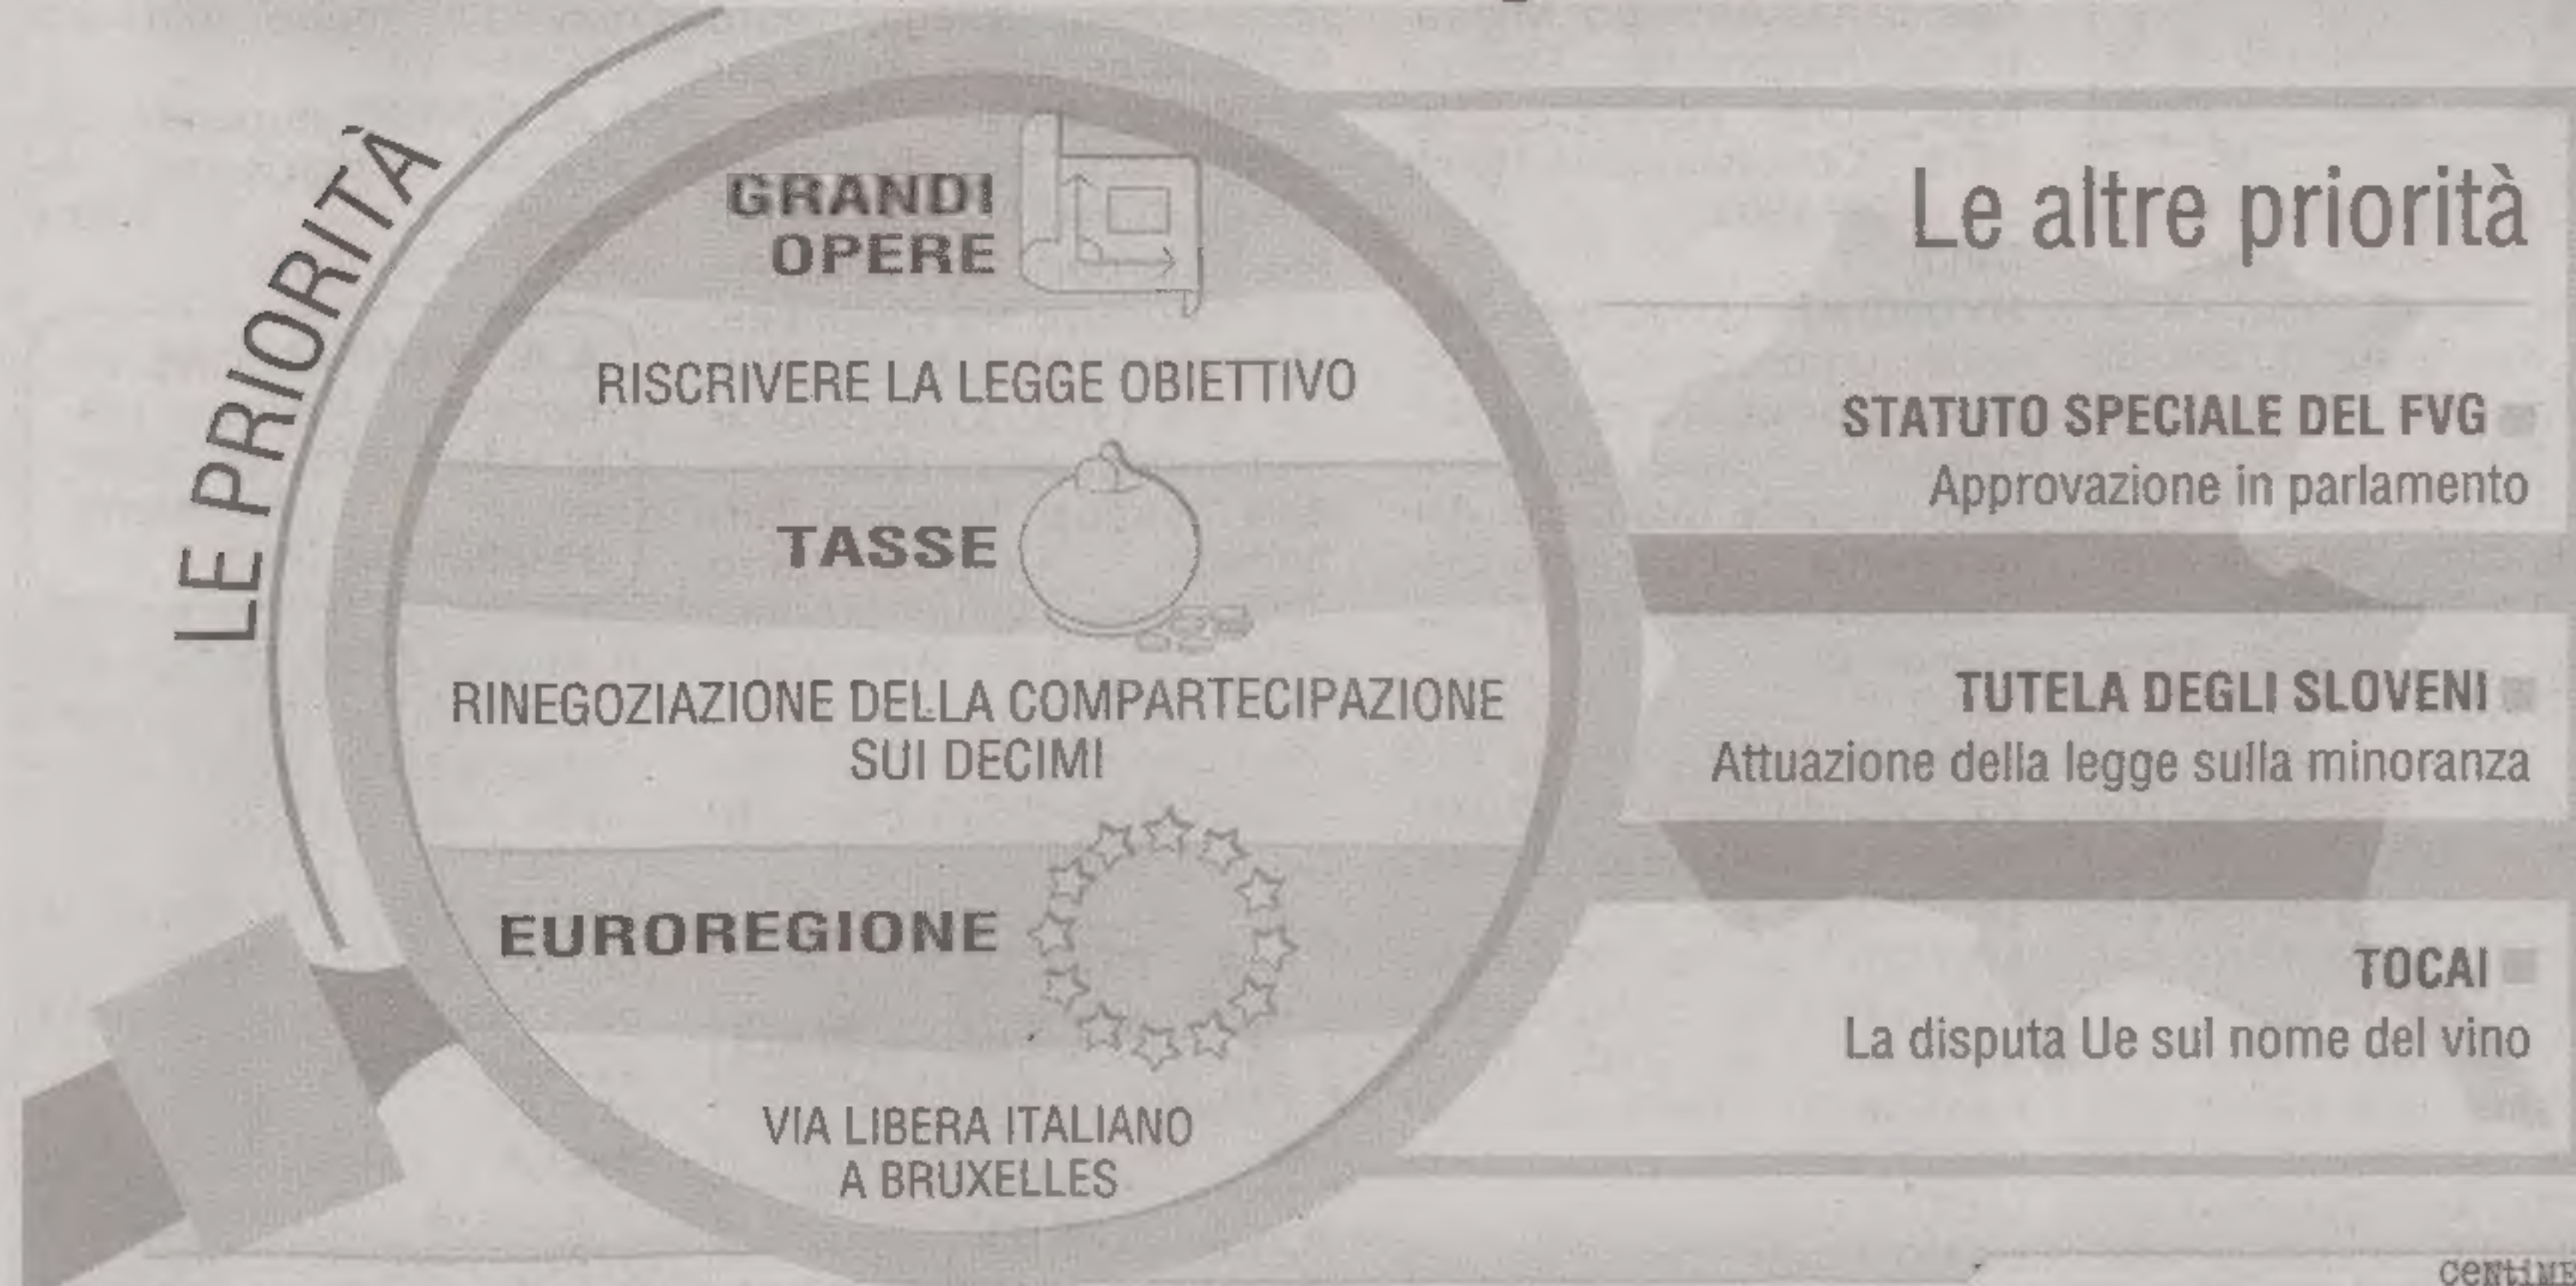 LE PRIORITÀ
GRANDI
OPERE
RISCRIVERE LA LEGGE OBIETTIVO
TASSE
RINEGOZIAZIONE DELLA COMPARTECIPAZIONE
SUI DECIMI
EUROREGIONE
VIA LIBERA ITALIANO
A BRUXELLES
Le altre priorità
STATUTO SPECIALE DEL FVG
Approvazione in parlamento
TUTELA DEGLI SLOVENI
Attuazione della legge sulla minoranza
TOCAI
La disputa Ue sul nome del vino